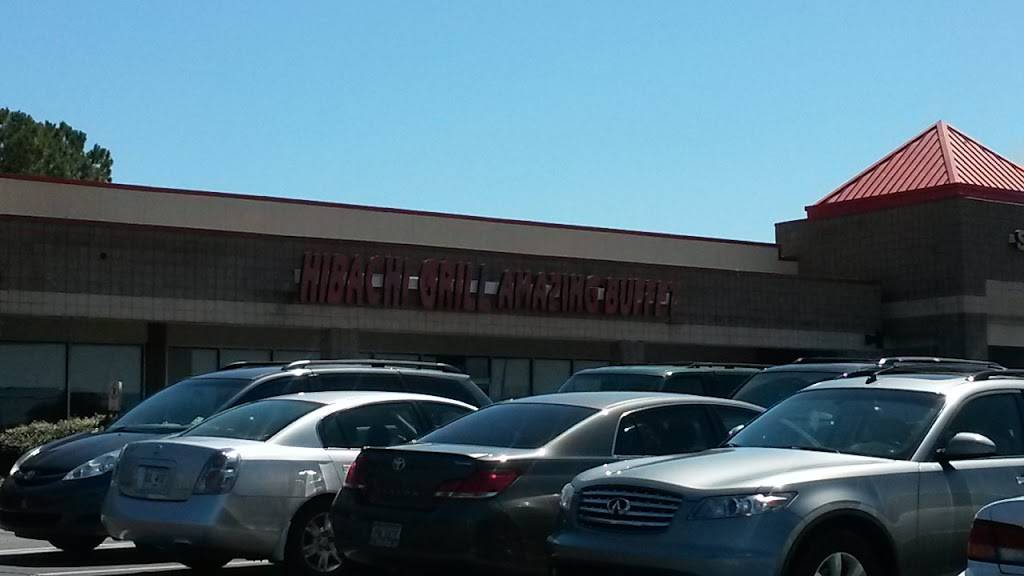 HIBACHI GRILL AMAZING BUFFET